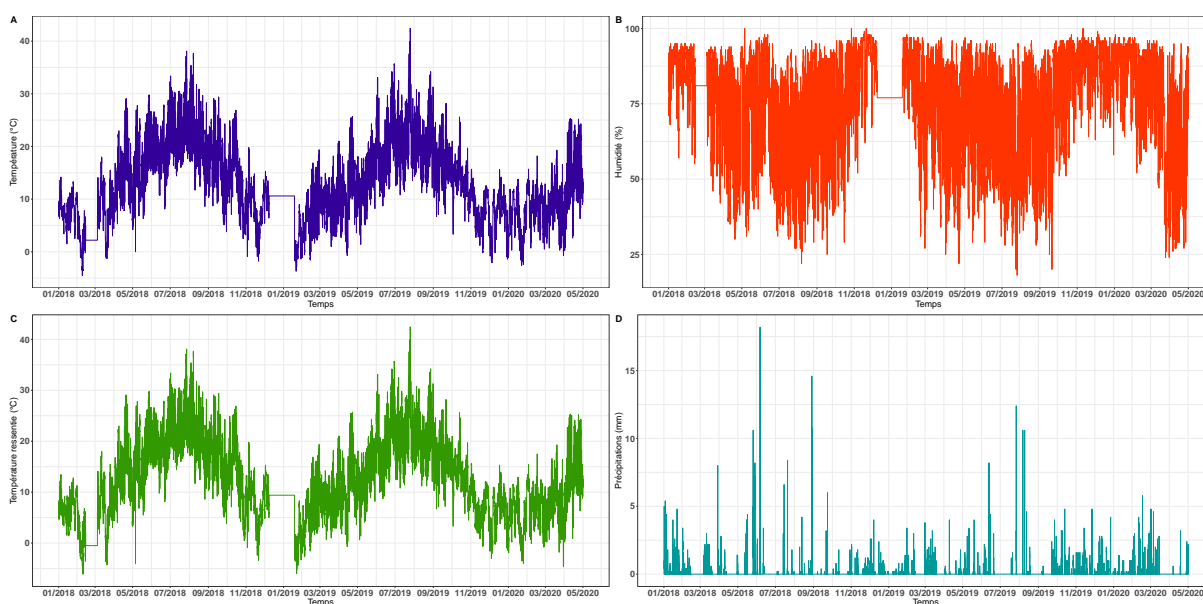 A
Température (°C)
40
30
20
10
0
01/2018 03/2018 05/2018 07/2018 09/2018 11/2018 01/2019 03/2019 05/2019 07/2019 09/2019 11/2019 01/2020 03/2020 05/2020
Temps
B
Humidité (%)
100
75
50
25
01/2018 03/2018 05/2018 07/2018 09/2018 11/2018 01/2019 03/2019 05/2019 07/2019 09/2019 11/2019 01/2020 03/2020 05/2020
Temps
C
Température ressentie (°C)
40
30
20
10
0
01/2018 03/2018 05/2018 07/2018 09/2018 11/2018 01/2019 03/2019 05/2019 07/2019 09/2019 11/2019 01/2020 03/2020 05/2020
Temps
D
Précipitations (mm)
15
10
5
0
01/2018 03/2018 05/2018 07/2018 09/2018 11/2018 01/2019 03/2019 05/2019 07/2019 09/2019 11/2019 01/2020 03/2020 05/2020
Temps